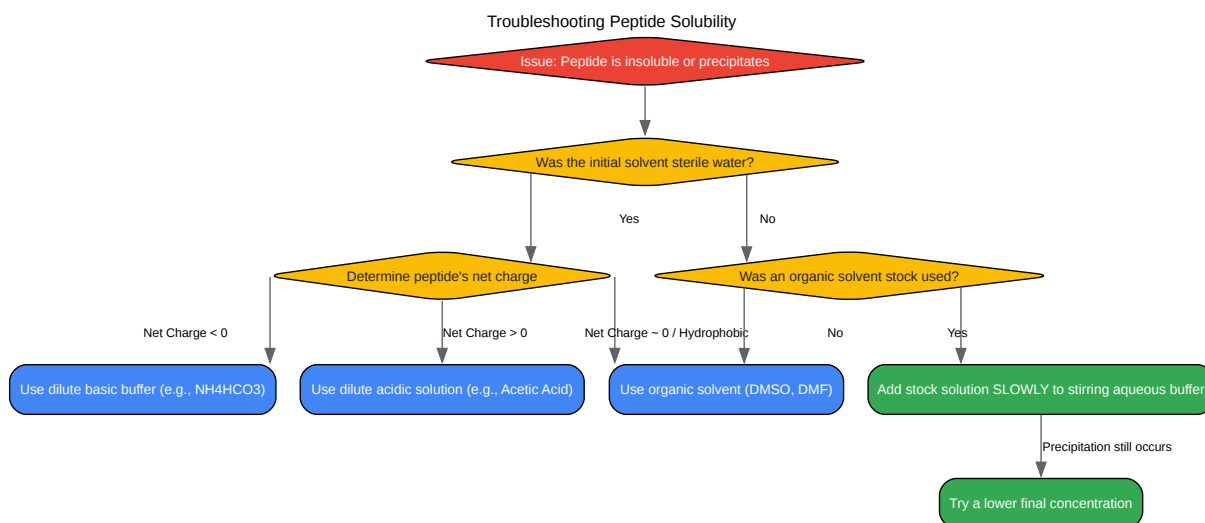 Troubleshooting Peptide Solubility
Issue: Peptide is insoluble or precipitates
Was the initial solvent sterile water?
Yes
No
Determine peptide's net charge
Was an organic solvent stock used?
Net Charge < 0
Net Charge > 0
Net Charge ~ 0 / Hydrophobic
No
Yes
Use dilute basic buffer (e.g., NH4HCO3)
Use dilute acidic solution (e.g., Acetic Acid)
Use organic solvent (DMSO, DMF)
Add stock solution SLOWLY to stirring aqueous buffer
Precipitation still occurs
Try a lower final concentration